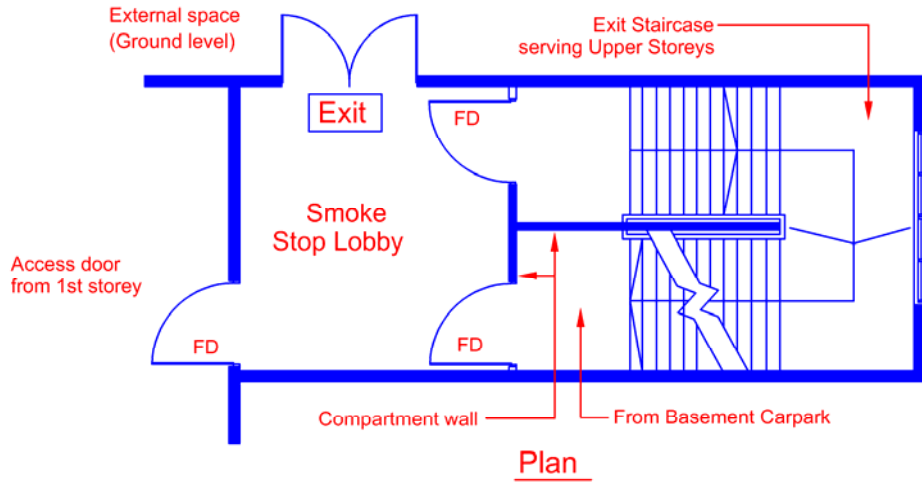 External space
(Ground level)
Exit Staircase
serving Upper Storeys
Exit
FD
Smoke
Stop Lobby
Access door
from 1st storey
FD
FD
Compartment wall
From Basement Carpark
Plan